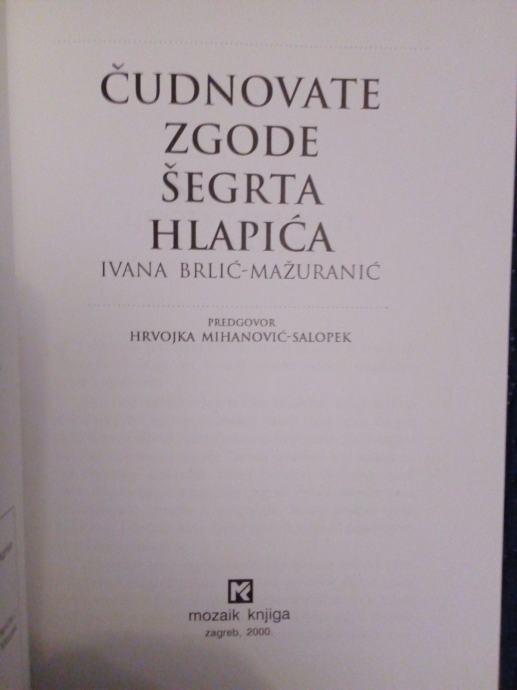 ČUDNOVATE
ZGODE
ŠEGRTA
HLAPIĆA
IVANA BRLIĆ-MAŽURANIĆ
PREDGOVOR
HRVOJKA MIHANOVIĆ-SALOPEK
mozaik knjiga
zagreb, 2000.